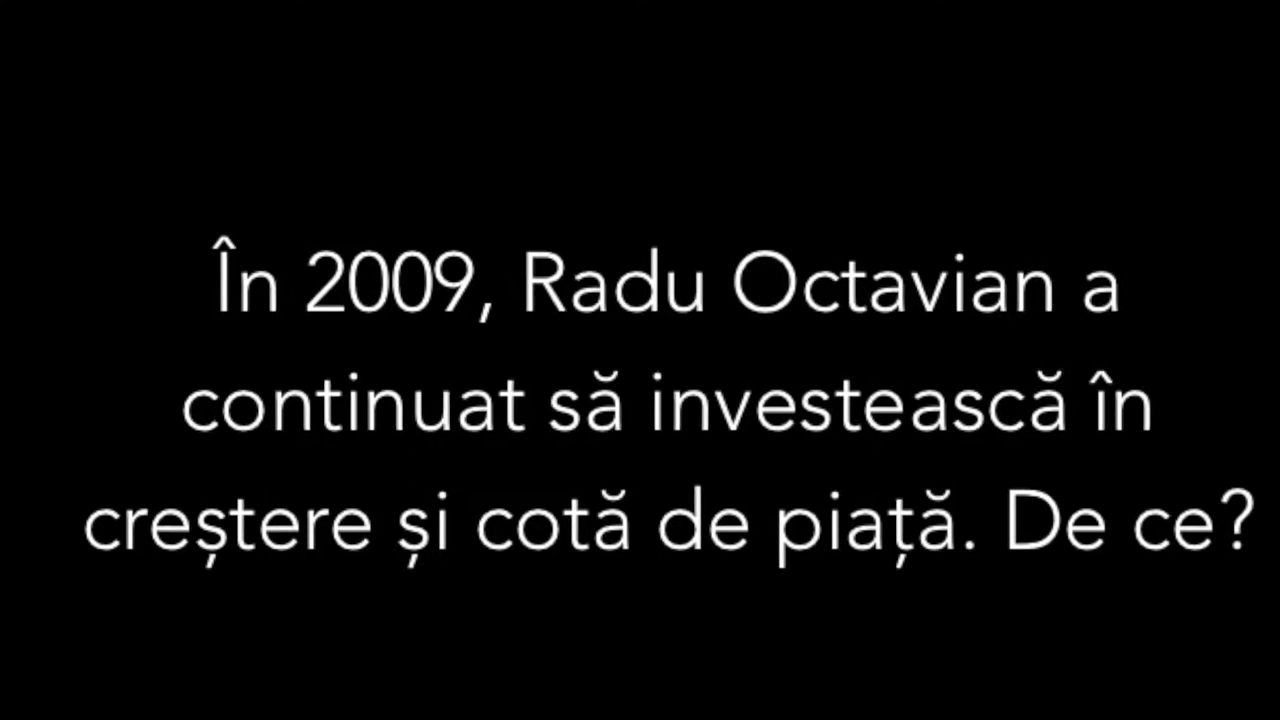 În 2009, Radu Octavian a
continuat să investească în
creștere și cotă de piață. De ce?